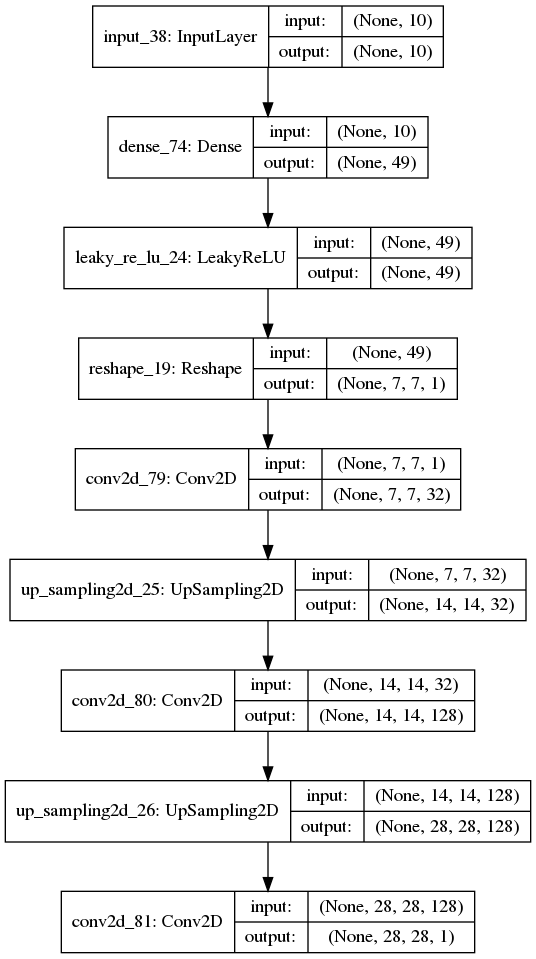 input_38: InputLayer
input: (None, 10)
output: (None, 10)
dense_74: Dense
input: (None, 10)
output: (None, 49)
leaky_re_lu_24: LeakyReLU
input: (None, 49)
output: (None, 49)
reshape_19: Reshape
input: (None, 49)
output: (None, 7, 7, 1)
conv2d_79: Conv2D
input: (None, 7, 7, 1)
output: (None, 7, 7, 32)
up_sampling2d_25: UpSampling2D
input: (None, 7, 7, 32)
output: (None, 14, 14, 32)
conv2d_80: Conv2D
input: (None, 14, 14, 32)
output: (None, 14, 14, 128)
up_sampling2d_26: UpSampling2D
input: (None, 14, 14, 128)
output: (None, 28, 28, 128)
conv2d_81: Conv2D
input: (None, 28, 28, 128)
output: (None, 28, 28, 1)